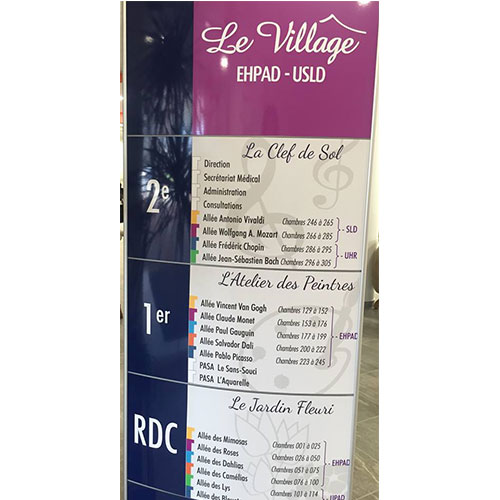 Le Village
EHPAD - USLD
La Clef de Sol
2e
Direction
Secrétariat Médical
Administration
Consultations
Allée Antonio Vivaldi Chambres 246 à 265
Allée Wolfgang A. Mozart Chambres 266 à 285
SLD
Allée Frédéric Chopin Chambres 286 à 295
Allée Jean-Sébastien Bach Chambres 296 à 305
UHR
L'Atelier des Peintres
1er
Allée Vincent Van Gogh Chambres 129 à 152
Allée Claude Monet Chambres 153 à 176
Allée Paul Gauguin Chambres 177 à 199
EHPAD
Allée Salvador Dali Chambres 200 à 222
Allée Pablo Picasso Chambres 223 à 245
PASA Le Sans-Souci
PASA L'Aquarelle
Le Jardin Fleuri
RDC
Allée des Mimosas Chambres 001 à 025
Allée des Roses Chambres 026 à 050
Allée des Dahlias Chambres 051 à 075
EHPAD
Allée des Camélias Chambres 076 à 100
Allée des Lys Chambres 101 à 114